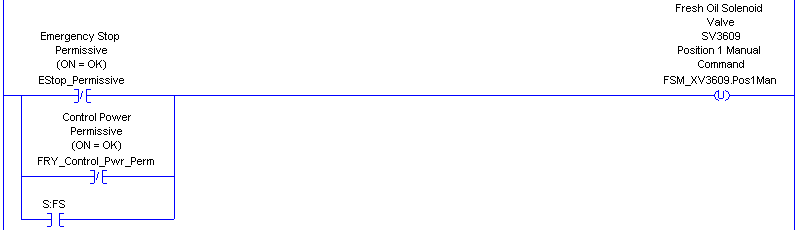 Fresh Oil Solenoid
Valve
SV3609
Position 1 Manual
Command
FSM_XV3609.Pos1Man
Emergency Stop
Permissive
(ON = OK)
EStop_Permissive
U
Control Power
Permissive
(ON = OK)
FRY_Control_Pwr_Perm
S:FS